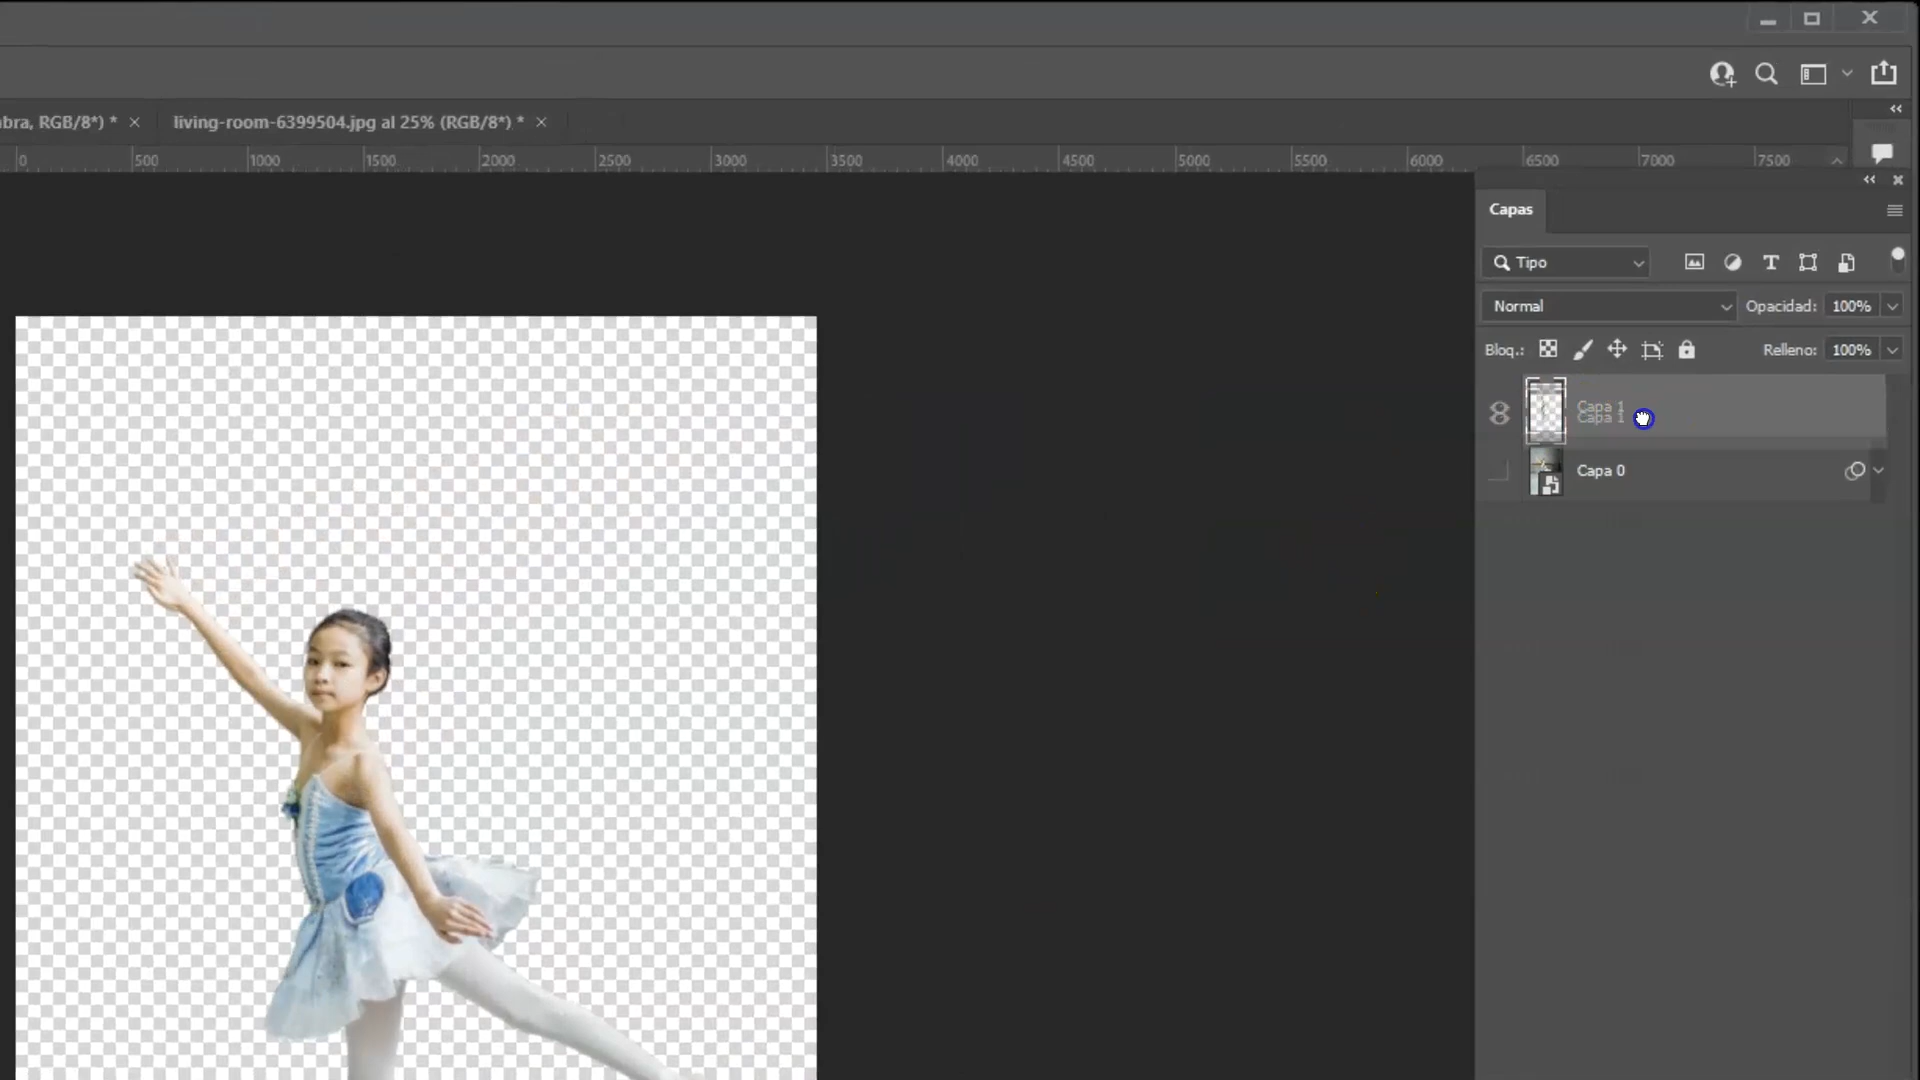 bra, RGB/8*) * ×
living-room-6399504.jpg al 25% (RGB/8*) * ×
0 500 1000 1500 2000 2500 3000 3500 4000 4500 5000 5500 6000 6500 7000 7500
Capas
Tipo
Normal Opacidad: 100%
Bloq.: Relleno: 100%
Capa 1
Capa 1
Capa 0